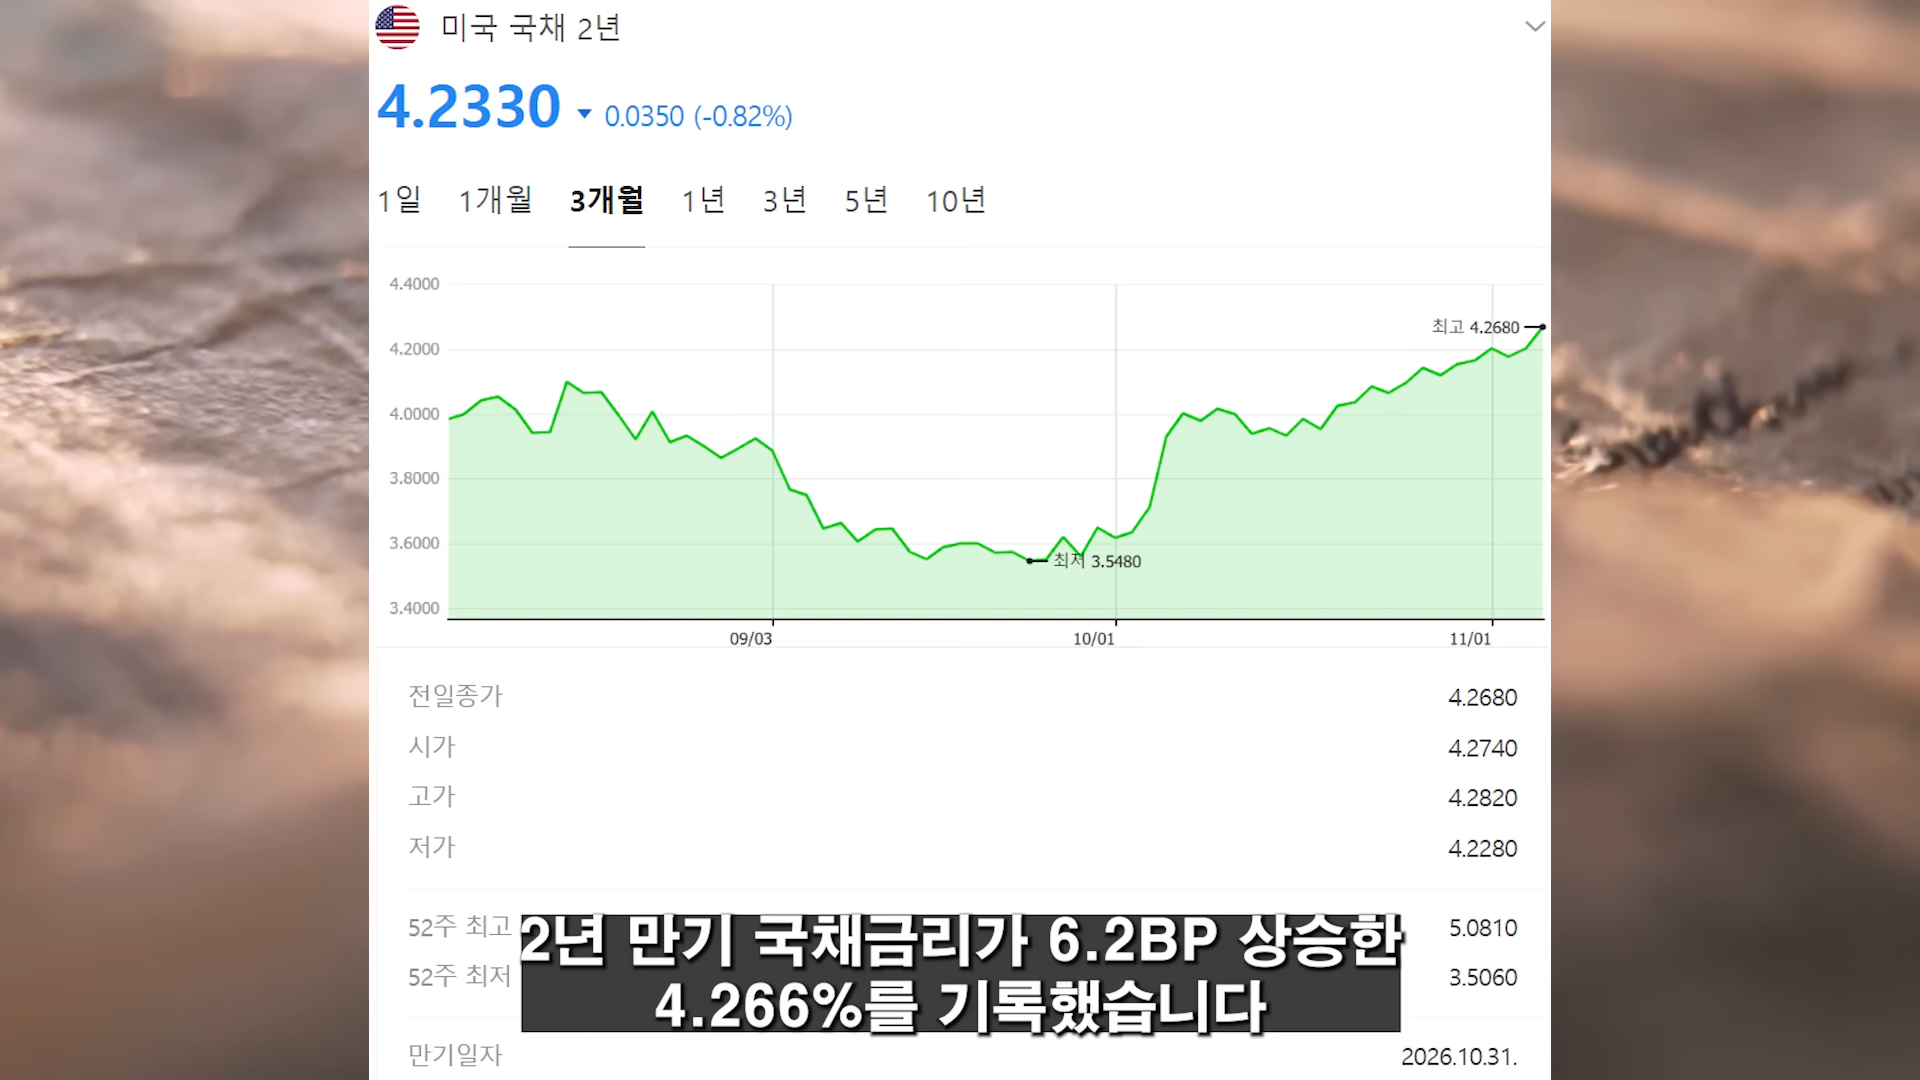 미국 국채 2년
4.2330 ▼ 0.0350 (-0.82%)
1일 1개월 3개월 1년 3년 5년 10년
4.4000
최고 4.2680
4.2000
4.0000
3.8000
3.6000
최저 3.5480
3.4000
09/03 10/01 11/01
전일종가 4.2680
시가 4.2740
고가 4.2820
저가 4.2280
52주 최고 5.0810
52주 최저 3.5060
2년 만기 국채금리가 6.2BP 상승한
4.266%를 기록했습니다
만기일자 2026.10.31.